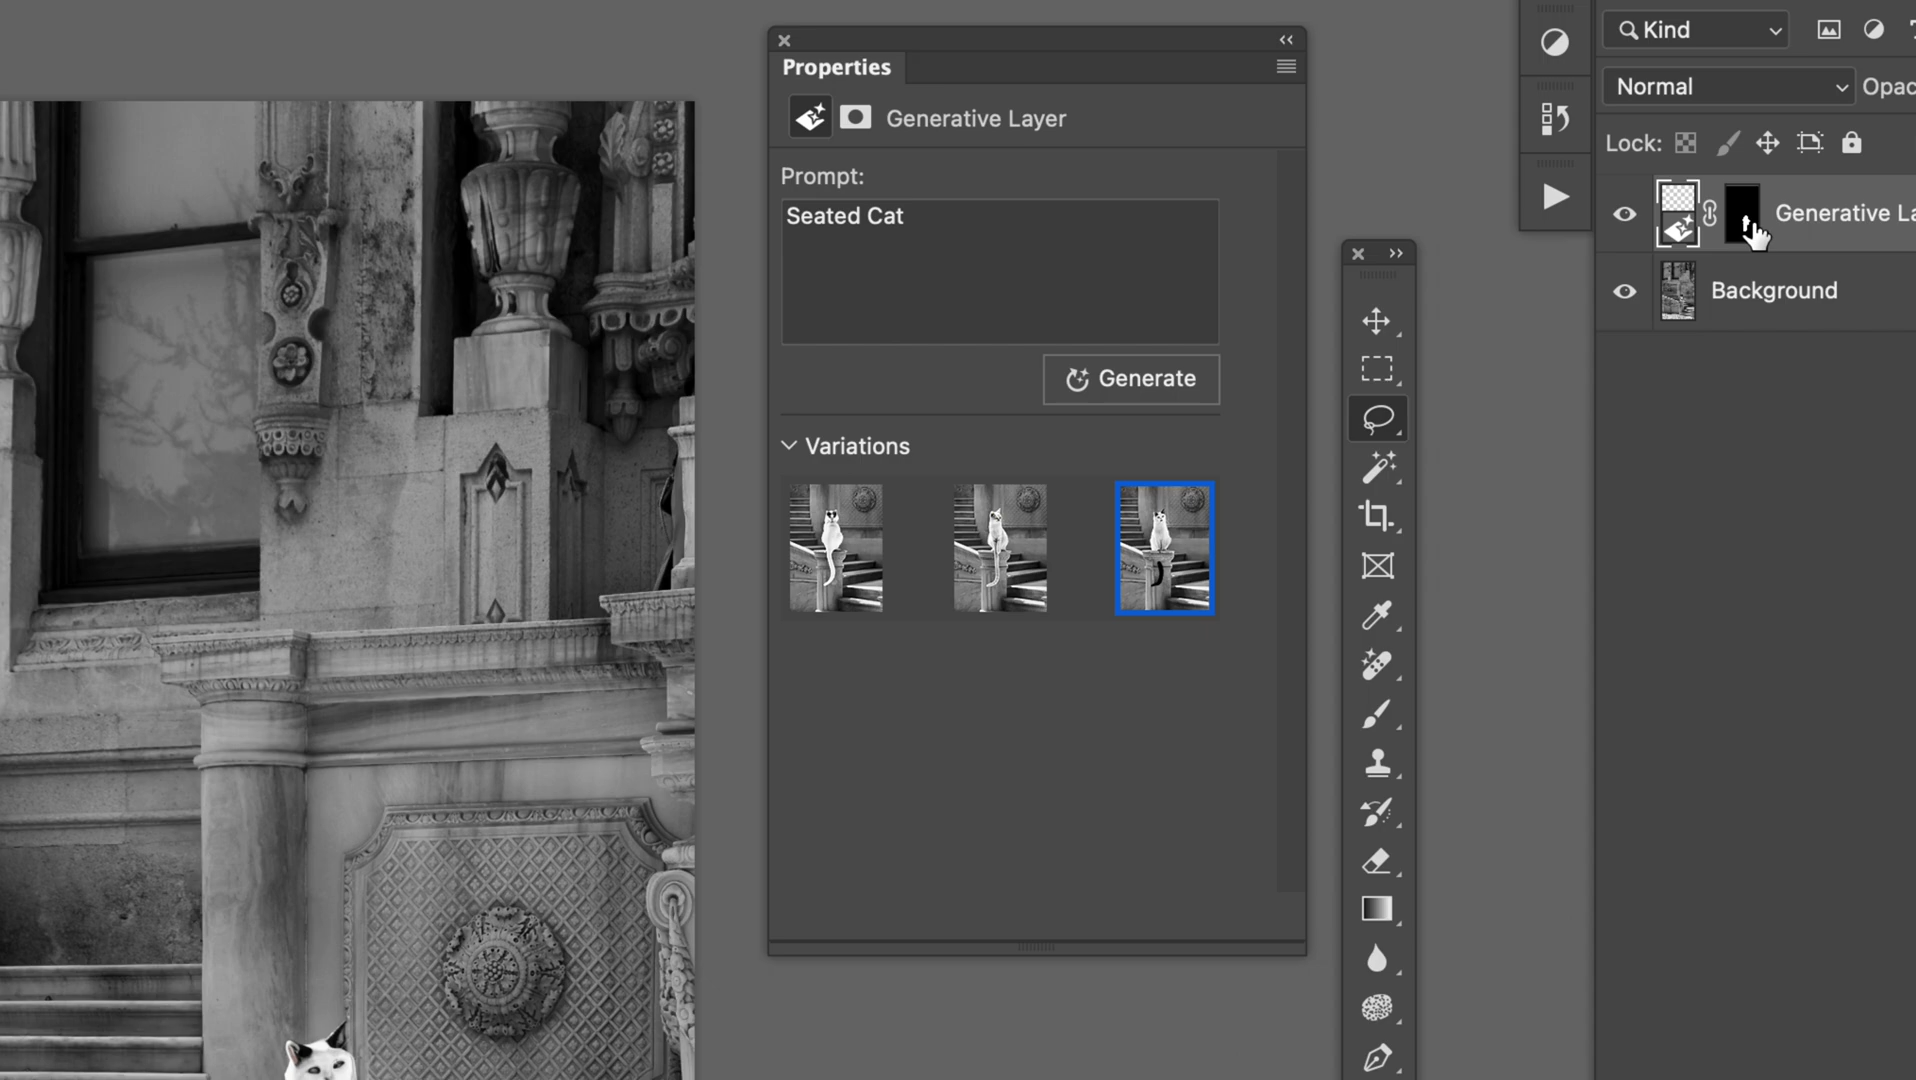 Properties
Generative Layer
Prompt:
Seated Cat
Generate
Variations
Kind
Normal
Opac
Lock:
Generative La
Background